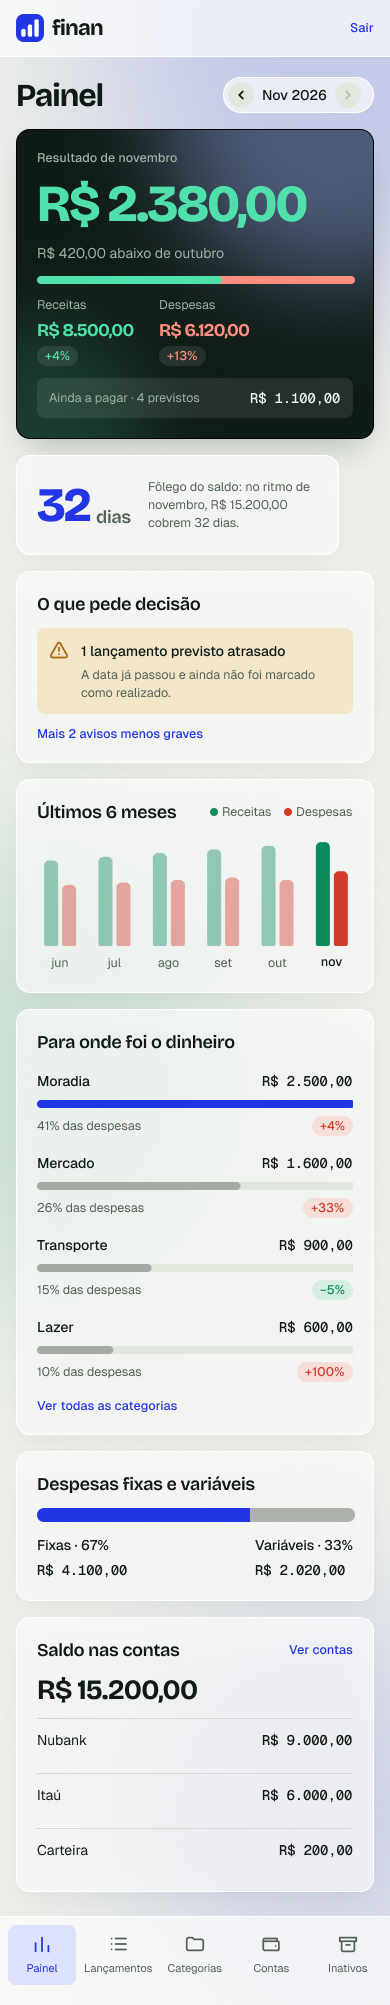 finan
Sair
Painel
Nov 2026
Resultado de novembro
R$ 2.380,00
R$ 420,00 abaixo de outubro
Receitas
Despesas
R$ 8.500,00
R$ 6.120,00
+4%
+13%
Ainda a pagar · 4 previstos
R$ 1.100,00
32 dias
Fôlego do saldo: no ritmo de
novembro, R$ 15.200,00
cobrem 32 dias.
O que pede decisão
1 lançamento previsto atrasado
A data já passou e ainda não foi marcado
como realizado.
Mais 2 avisos menos graves
Últimos 6 meses
Receitas
Despesas
jun
jul
ago
set
out
nov
Para onde foi o dinheiro
Moradia
R$ 2.500,00
41% das despesas
+4%
Mercado
R$ 1.600,00
26% das despesas
+33%
Transporte
R$ 900,00
15% das despesas
−5%
Lazer
R$ 600,00
10% das despesas
+100%
Ver todas as categorias
Despesas fixas e variáveis
Fixas · 67%
Variáveis · 33%
R$ 4.100,00
R$ 2.020,00
Saldo nas contas
Ver contas
R$ 15.200,00
Nubank
R$ 9.000,00
Itaú
R$ 6.000,00
Carteira
R$ 200,00
Painel
Lançamentos
Categorias
Contas
Inativos